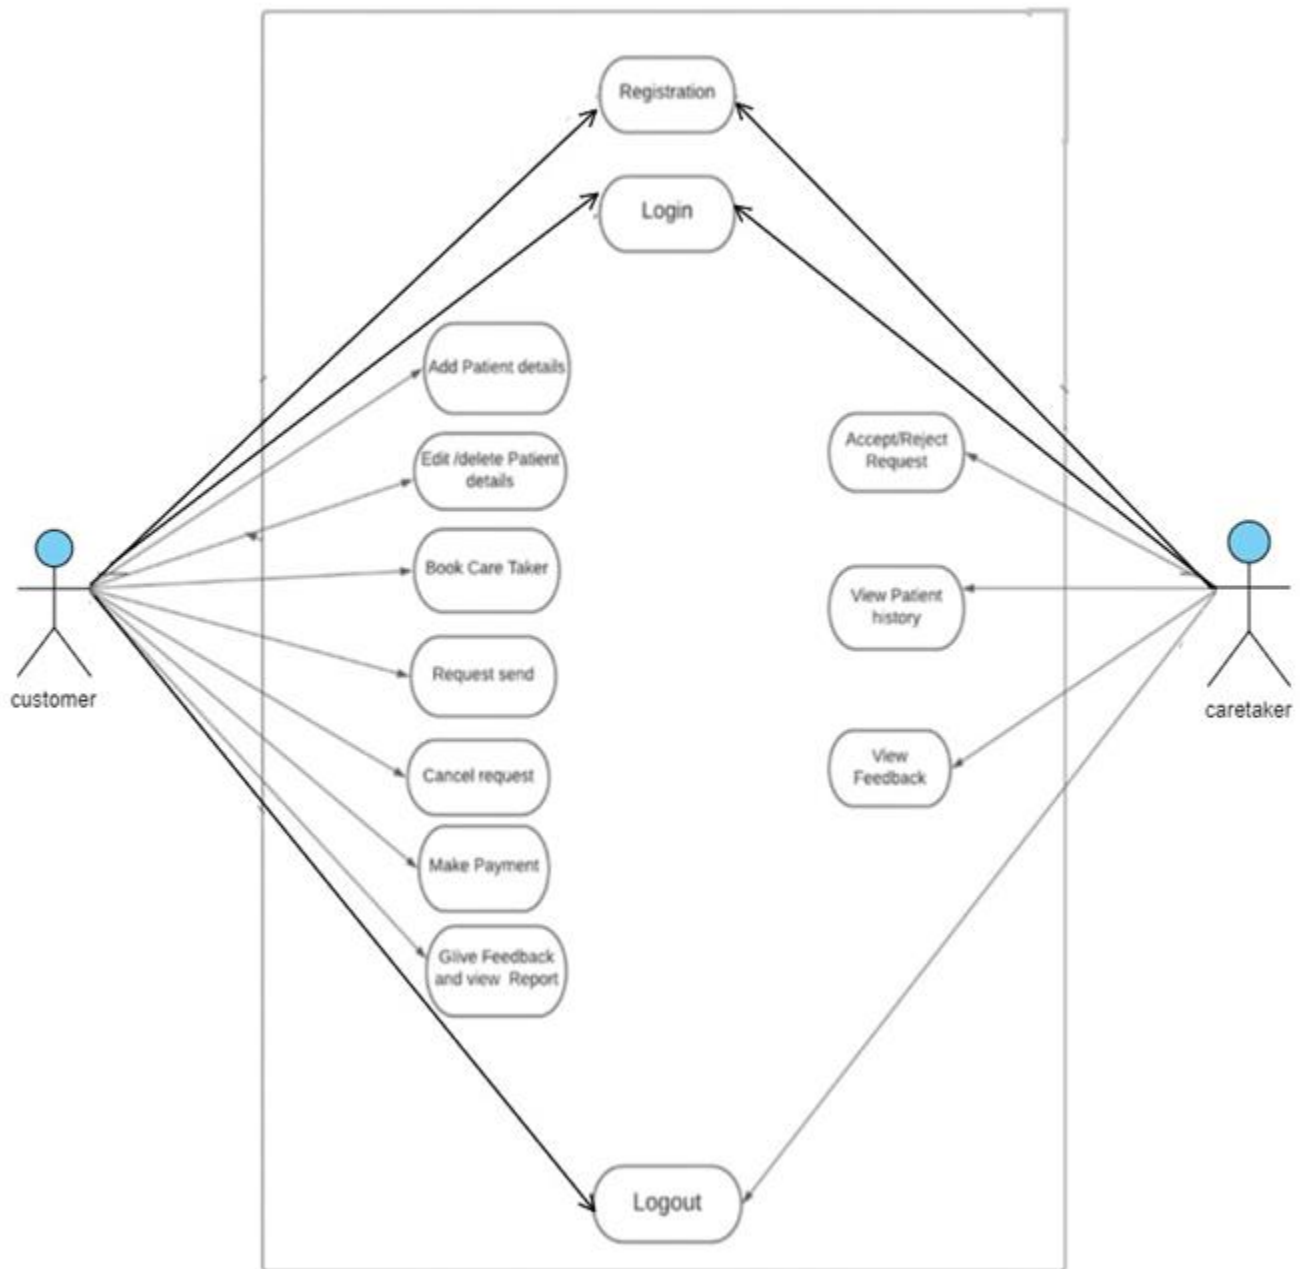 Registration
Login
Add Patient details
Edit /delete Patient
details
Accept/Reject
Request
Book Care Taker
View Patient
history
Request send
customer
caretaker
Cancel request
View
Feedback
Make Payment
GIive Feedback
and view Report
Logout